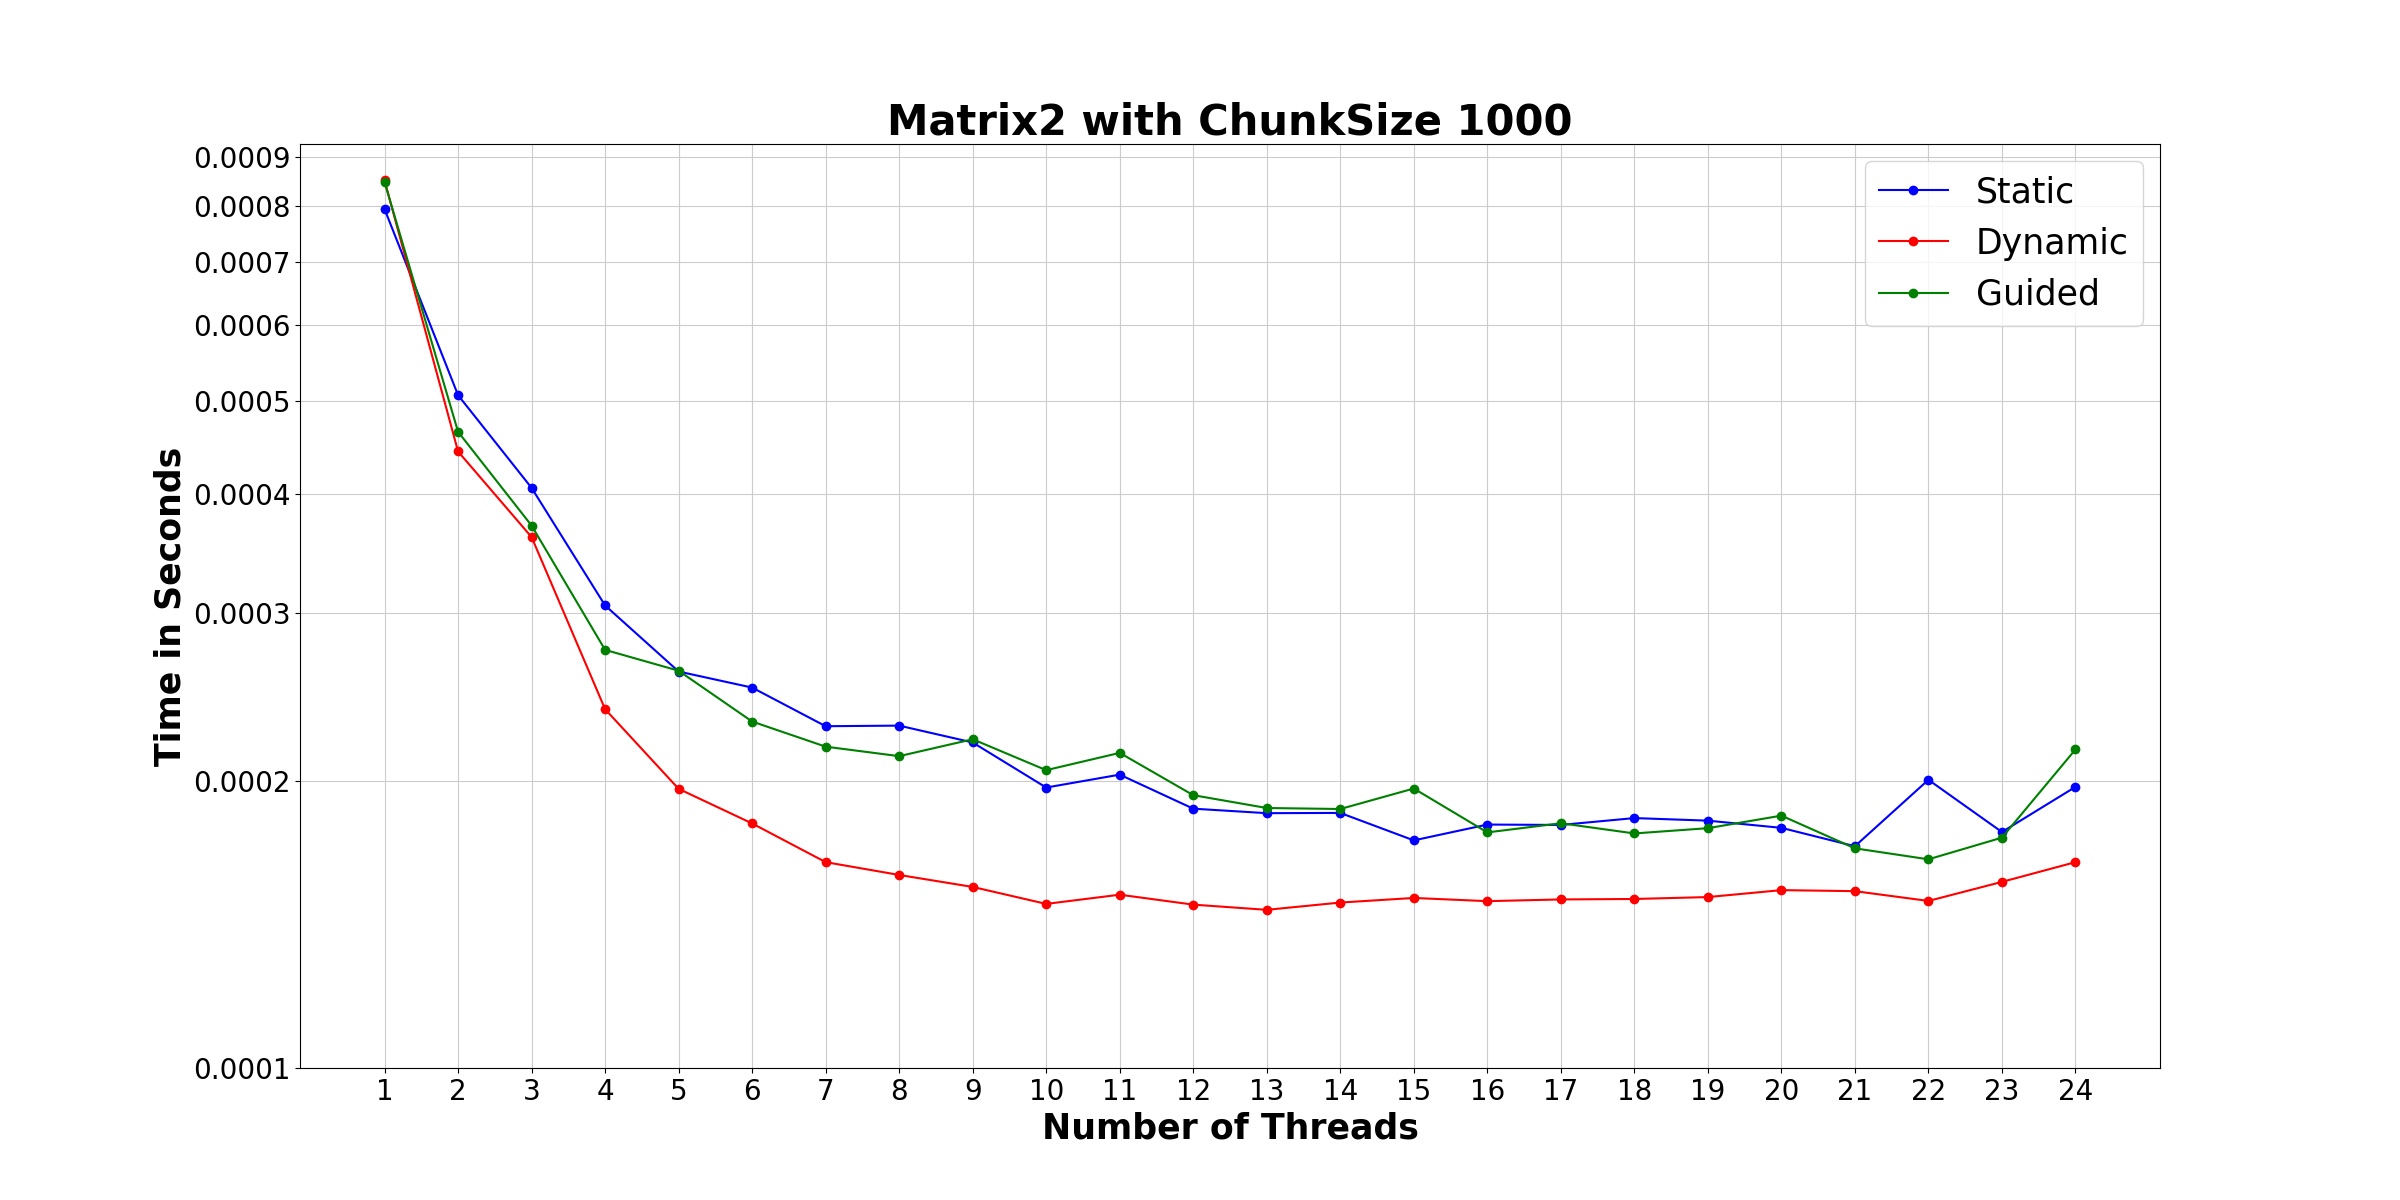 Matrix2 with ChunkSize 1000
Static
Dynamic
Guided
Time in Seconds
0.0009
0.0008
0.0007
0.0006
0.0005
0.0004
0.0003
0.0002
0.0001
1 2 3 4 5 6 7 8 9 10 11 12 13 14 15 16 17 18 19 20 21 22 23 24
Number of Threads